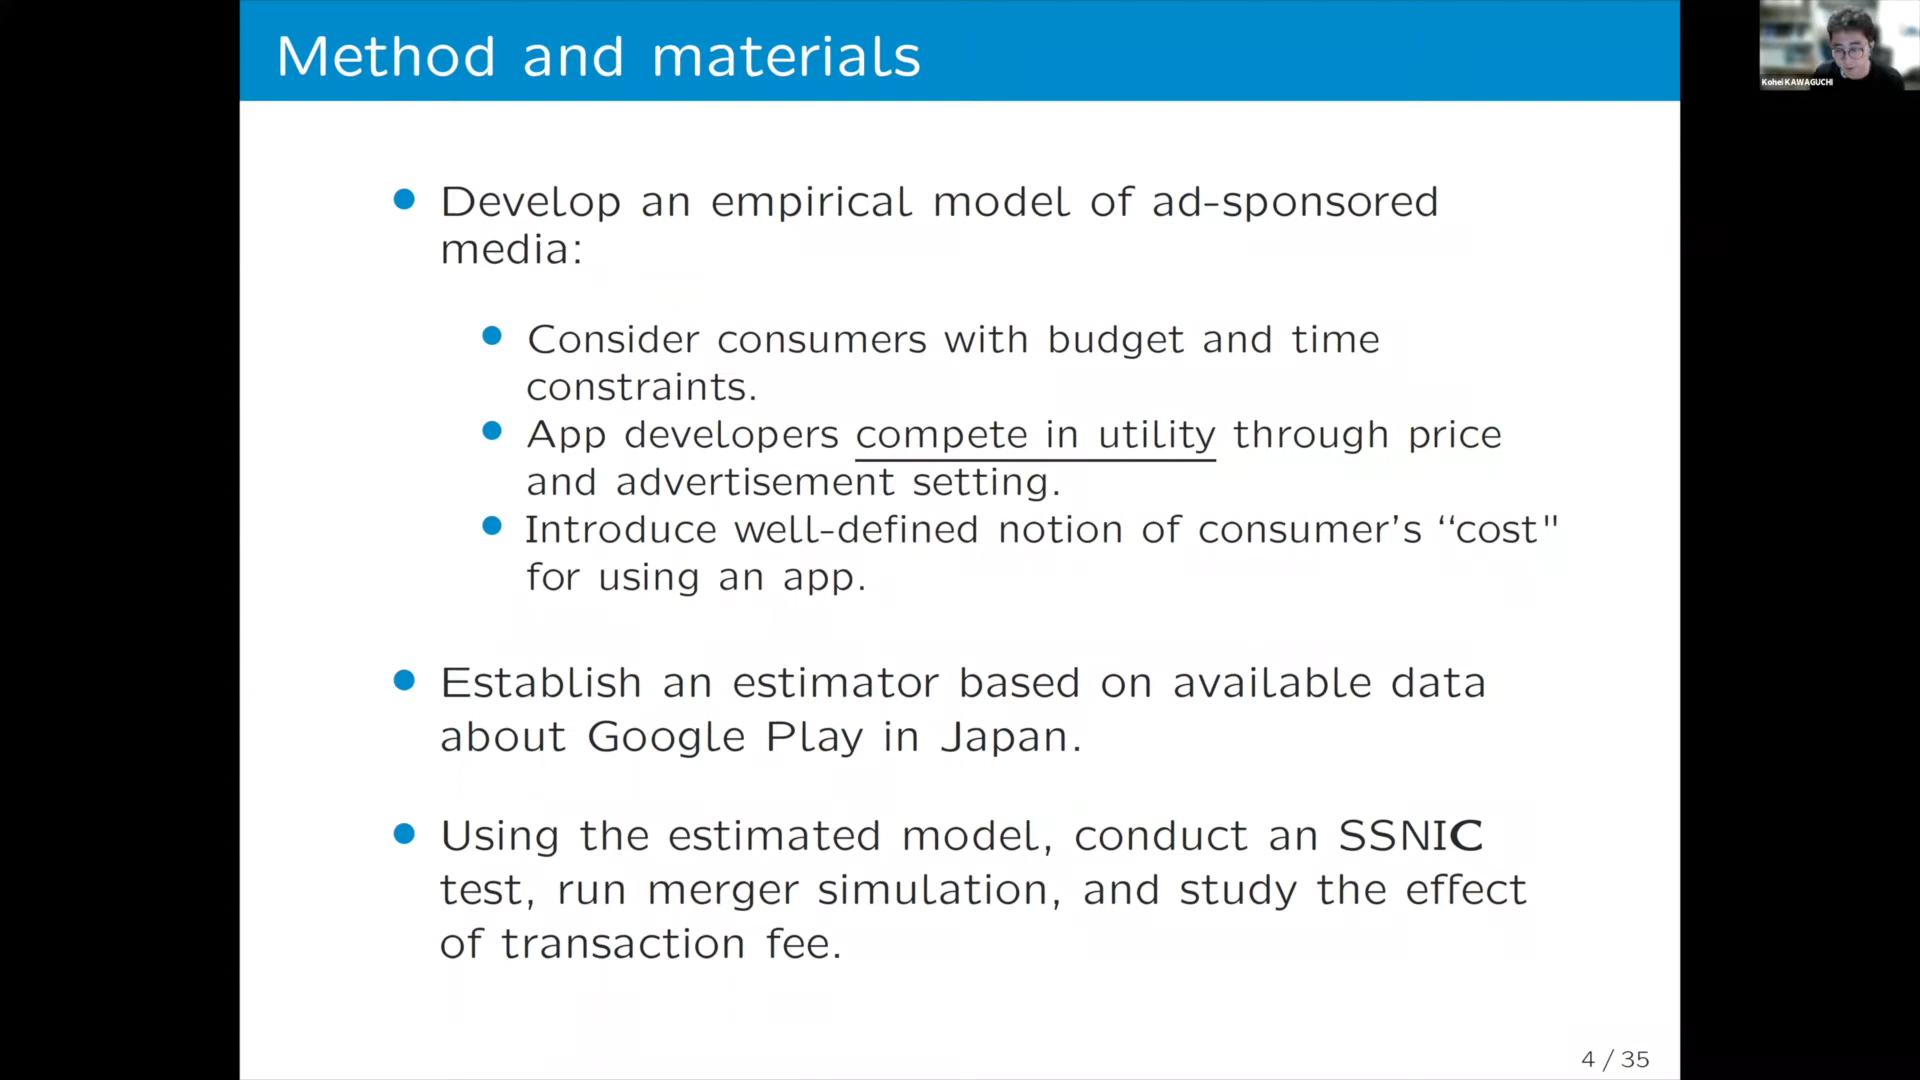 Method and materials
Kohei KAWAGUCHI
Develop an empirical model of ad-sponsored
media:
Consider consumers with budget and time
constraints.
App developers compete in utility through price
and advertisement setting.
Introduce well-defined notion of consumer's “cost"
for using an app.
Establish an estimator based on available data
about Google Play in Japan.
Using the estimated model, conduct an SSNIC
test, run merger simulation, and study the effect
of transaction fee.
4 / 35